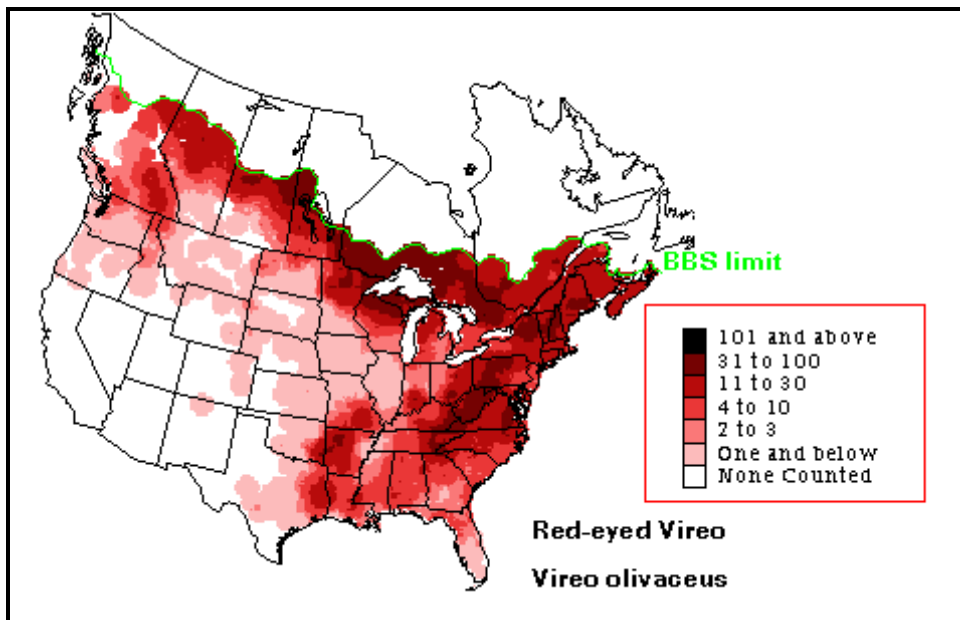 BBS limit
101 and above
31 to 100
11 to 30
4 to 10
2 to 3
One and below
None Counted
Red-eyed Vireo
Vireo olivaceus